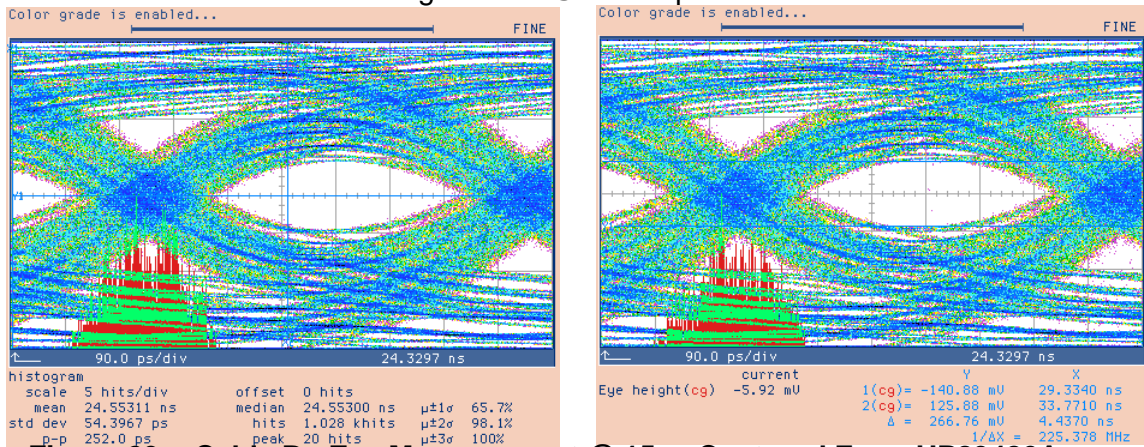 Color grade is enabled...
FINE
90.0 ps/div 24.3297 ns
histogram
scale 5 hits/div offset 0 hits
mean 24.55311 ns median 24.55300 ns μ±1σ 65.7%
std dev 54.3967 ps hits 1.028 khits μ±2σ 98.1%
p-p 252.0 ps peak 20 hits μ±3σ 100%
Color grade is enabled...
FINE
90.0 ps/div 24.3297 ns
current Y X
Eye height(cg) -5.92 mV 1(cg)= -140.88 mV 29.3340 ns
2(cg)= 125.88 mV 33.7710 ns
Δ = 266.76 mV 4.4370 ns
1/ΔX = 225.378 MHz